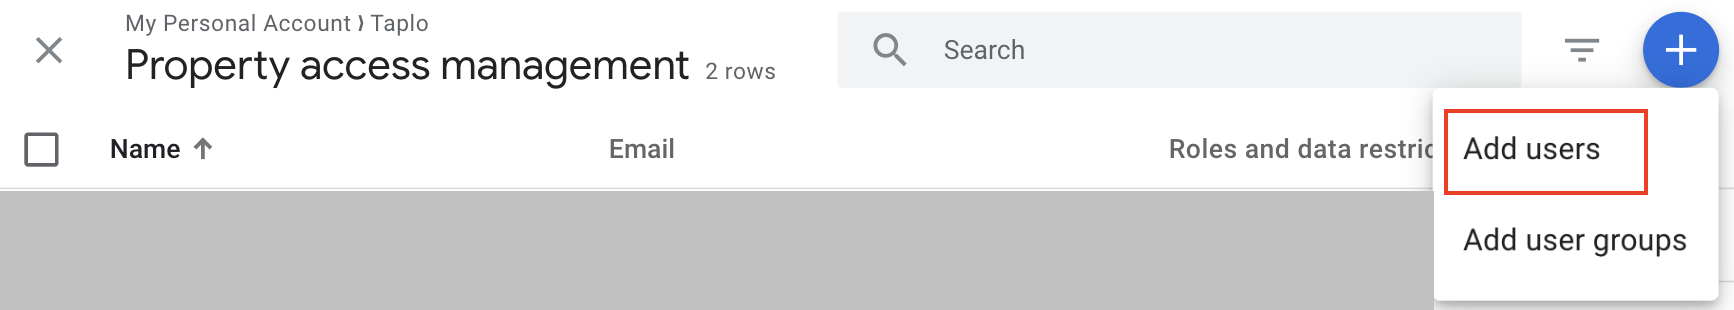 My Personal Account ⟩ Taplo
Property access management 2 rows
Search
Name ↑ Email Roles and data restric
Add users
Add user groups